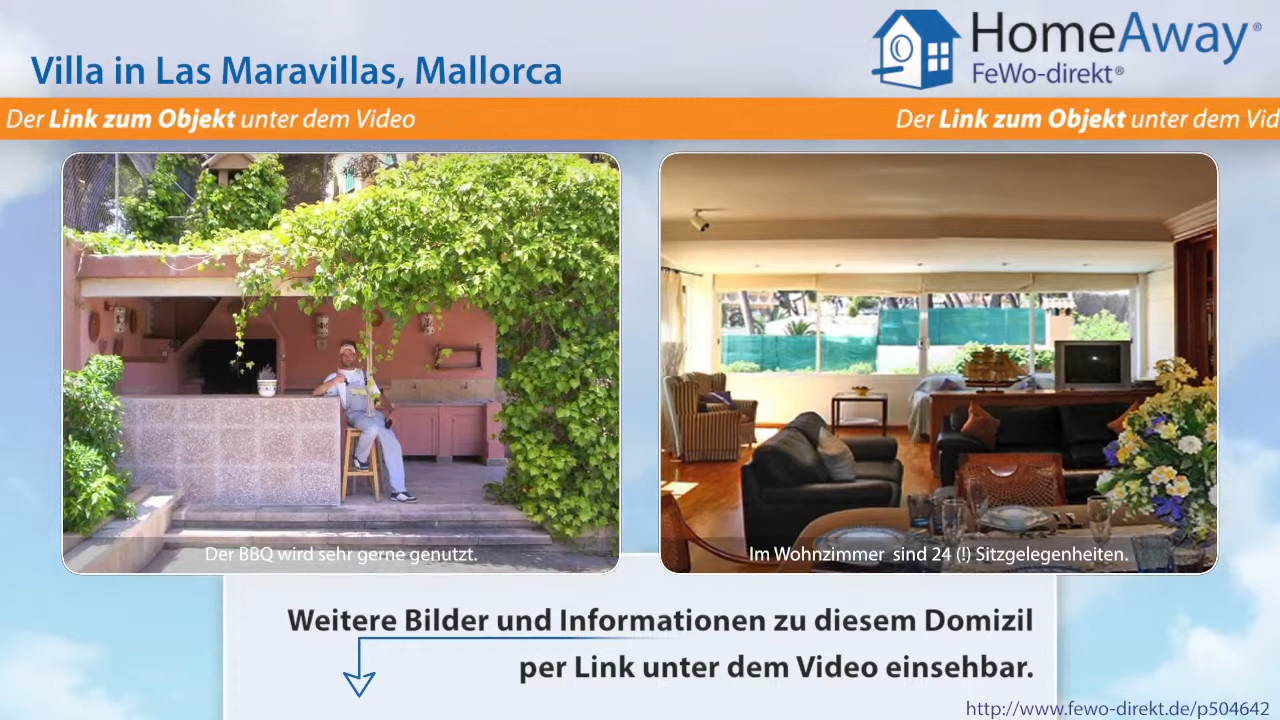 Villa in Las Maravillas, Mallorca
HomeAway®
FeWo-direkt®
Der Link zum Objekt unter dem Video
Der Link zum Objekt unter dem Vid
Der BBQ wird sehr gerne genutzt.
Im Wohnzimmer sind 24 (!) Sitzgelegenheiten.
Weitere Bilder und Informationen zu diesem Domizil
per Link unter dem Video einsehbar.
http://www.fewo-direkt.de/p504642